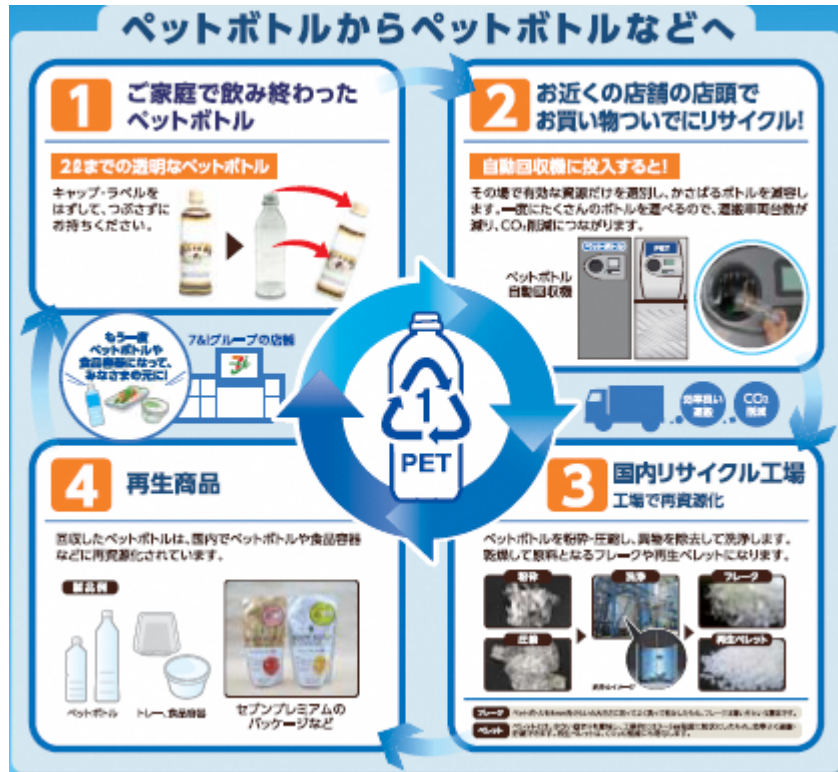 ペットボトルからペットボトルなどへ
1
ご家庭で飲み終わった
ペットボトル
2ℓまでの透明なペットボトル
キャップ・ラベルを
はずして、つぶさずに
お持ちください。
2
お近くの店舗の店頭で
お買い物ついでにリサイクル!
自動回収機に投入すると!
その場で有効な資源だけを選別し、かさばるボトルを減容し
ます。一度にたくさんのボトルを運べるので、運搬車両台数が
減り、CO₂削減につながります。
ペットボトル
PET
ペットボトル
自動回収機
もう一度
ペットボトルや
食品容器になって、
みなさまの元に!
7&iグループの店舗
7
1
PET
効率良い
運搬
CO₂
削減
3
国内リサイクル工場
工場で再資源化
ペットボトルを粉砕・圧縮し、異物を除去して洗浄します。
乾燥して原料となるフレークや再生ペレットになります。
粉砕
洗浄
フレーク
圧縮
再生ペレット
フレーク
ペレット
4
再生商品
回収したペットボトルは、国内でペットボトルや食品容器
などに再資源化されています。
製品例
ペットボトル
トレー、食品容器
セブンプレミアムの
パッケージなど